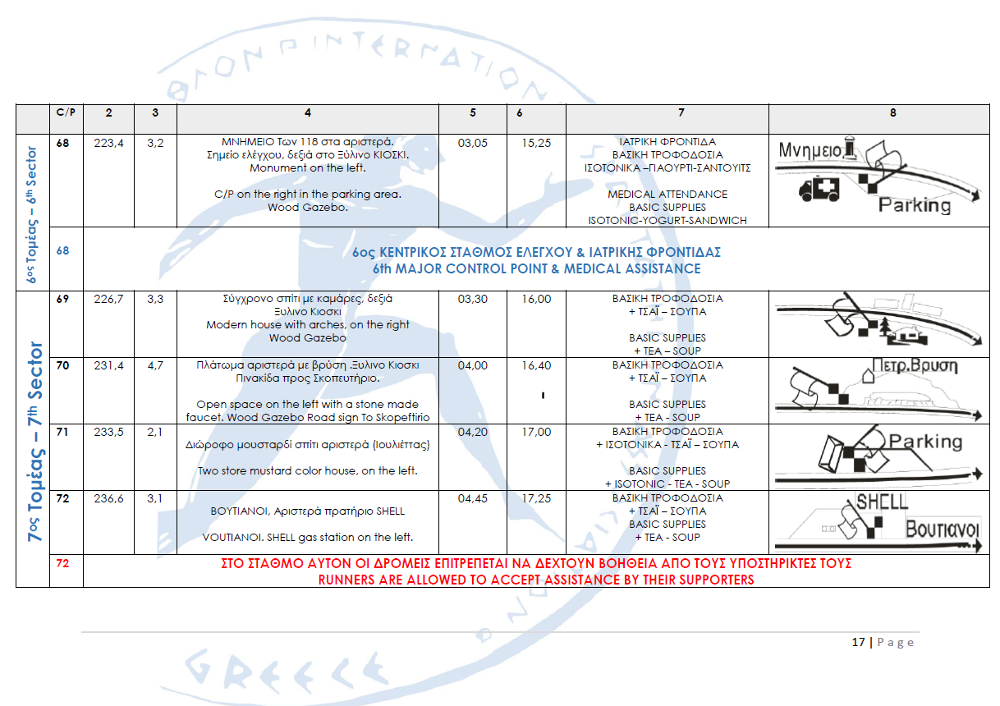 ΘΛΟΝ INTERNATION
C/P 2 3 4 5 6 7 8
6ος Τομέας – 6th Sector
68 223,4 3,2
ΜΝΗΜΕΙΟ Των 118 στα αριστερά.
Σημείο ελέγχου, δεξιά στο Ξύλινο ΚΙΟΣΚΙ.
Monument on the left.
C/P on the right in the parking area.
Wood Gazebo.
03,05 15,25
ΙΑΤΡΙΚΗ ΦΡΟΝΤΙΔΑ
ΒΑΣΙΚΗ ΤΡΟΦΟΔΟΣΙΑ
ΙΣΟΤΟΝΙΚΑ –ΓΙΑΟΥΡΤΙ-ΣΑΝΤΟΥΙΤΣ
MEDICAL ATTENDANCE
BASIC SUPPLIES
ISOTONIC-YOGURT-SANDWICH
Μνημειο
Parking
68
6ος ΚΕΝΤΡΙΚΟΣ ΣΤΑΘΜΟΣ ΕΛΕΓΧΟΥ & ΙΑΤΡΙΚΗΣ ΦΡΟΝΤΙΔΑΣ
6th MAJOR CONTROL POINT & MEDICAL ASSISTANCE
7ος Τομέας – 7th Sector
69 226,7 3,3
Σύγχρονο σπίτι με καμάρες, δεξιά
Ξυλινο Κιοσκι
Modern house with arches, on the right
Wood Gazebo
03,30 16,00
ΒΑΣΙΚΗ ΤΡΟΦΟΔΟΣΙΑ
+ ΤΣΑΪ – ΣΟΥΠΑ
BASIC SUPPLIES
+ TEA – SOUP
70 231,4 4,7
Πλάτωμα αριστερά με βρύση .Ξυλινο Κιοσκι
Πινακίδα προς Σκοπευτήριο.
Open space on the left with a stone made
faucet. Wood Gazebo Road sign To Skopeftirio
04,00 16,40
ΒΑΣΙΚΗ ΤΡΟΦΟΔΟΣΙΑ
+ ΤΣΑΪ – ΣΟΥΠΑ
BASIC SUPPLIES
+ TEA - SOUP
Πετρ.Βρυση
71 233,5 2,1
Διώροφο μουσταρδί σπίτι αριστερά (Ιουλιέττας)
Two store mustard color house, on the left.
04,20 17,00
ΒΑΣΙΚΗ ΤΡΟΦΟΔΟΣΙΑ
+ ΙΣΟΤΟΝΙΚΑ - ΤΣΑΪ – ΣΟΥΠΑ
BASIC SUPPLIES
+ ISOTONIC - TEA - SOUP
Parking
72 236,6 3,1
ΒΟΥΤΙΑΝΟΙ, Αριστερά πρατήριο SHELL
VOUTIANOI. SHELL gas station on the left.
04,45 17,25
ΒΑΣΙΚΗ ΤΡΟΦΟΔΟΣΙΑ
+ ΤΣΑΪ – ΣΟΥΠΑ
BASIC SUPPLIES
+ TEA - SOUP
SHELL
Βουτιανοι
72
ΣΤΟ ΣΤΑΘΜΟ ΑΥΤΟΝ ΟΙ ΔΡΟΜΕΙΣ ΕΠΙΤΡΕΠΕΤΑΙ ΝΑ ΔΕΧΤΟΥΝ ΒΟΗΘΕΙΑ ΑΠΟ ΤΟΥΣ ΥΠΟΣΤΗΡΙΚΤΕΣ ΤΟΥΣ
RUNNERS ARE ALLOWED TO ACCEPT ASSISTANCE BY THEIR SUPPORTERS
17 | Page
GREECE